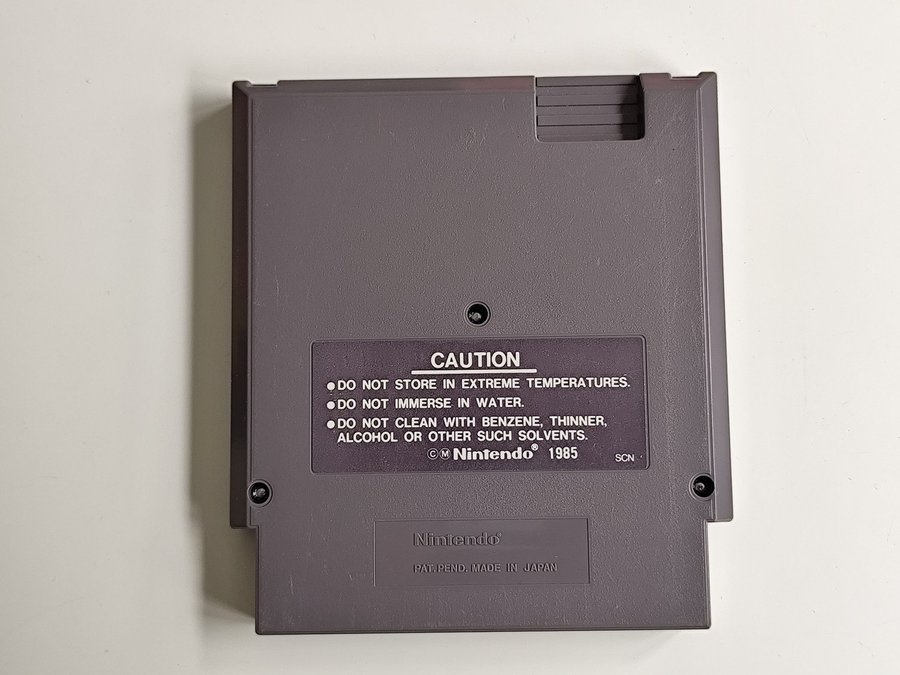 CAUTION
●DO NOT STORE IN EXTREME TEMPERATURES.
●DO NOT IMMERSE IN WATER.
●DO NOT CLEAN WITH BENZENE, THINNER,
ALCOHOL OR OTHER SUCH SOLVENTS.
ⒸⓂNintendo® 1985 SCN
Nintendo®
PAT. PEND. MADE IN JAPAN